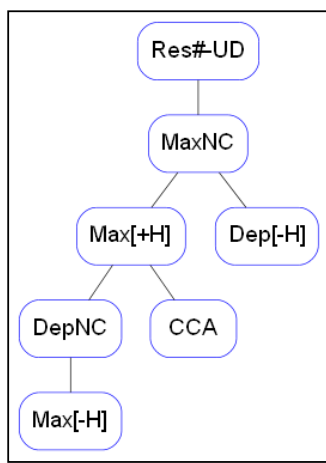 Res#-UD
MaxNC
Max[+H]
Dep[-H]
DepNC
CCA
Max[-H]